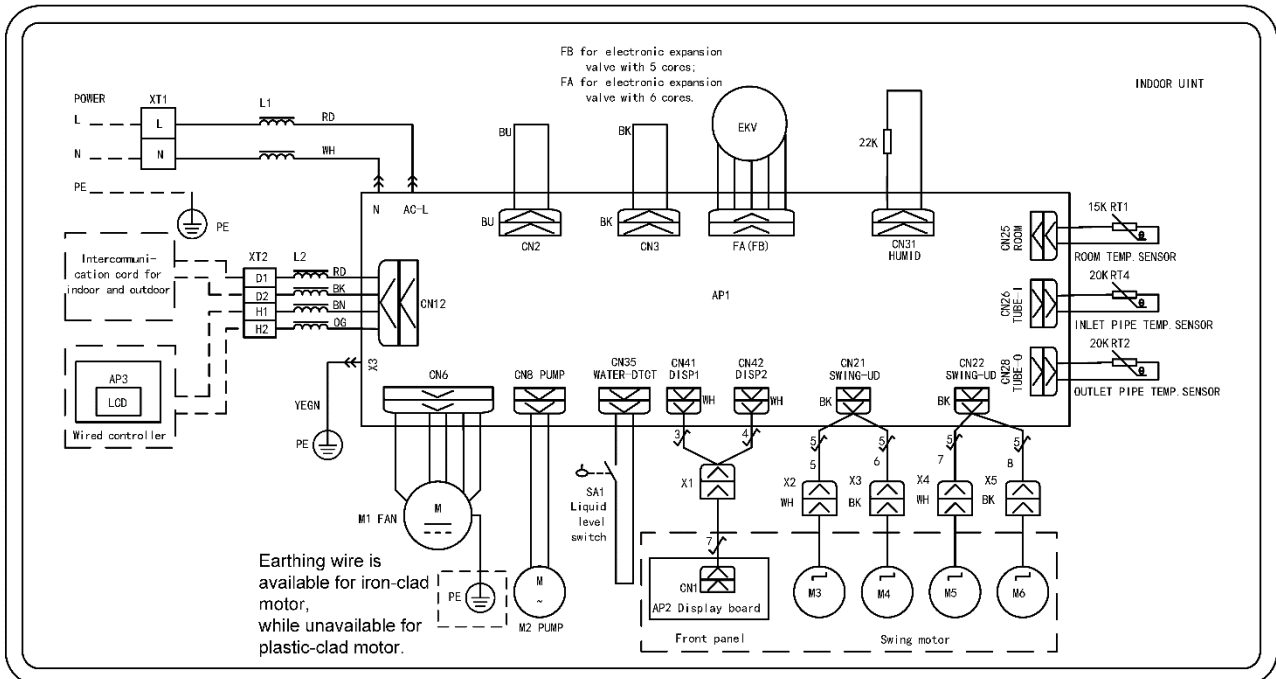 FB for electronic expansion
valve with 5 cores;
FA for electronic expansion
valve with 6 cores.
INDOOR UINT
POWER
XT1
L
L
L1
RD
N
N
WH
PE
PE
N
AC-L
BU
BU
CN2
BK
BK
CN3
EKV
FA(FB)
22K
CN31
HUMID
CN25
ROOM
15K RT1
ROOM TEMP.SENSOR
CN26
TUBE-I
20K RT4
INLET PIPE TEMP.SENSOR
CN28
TUBE-O
20K RT2
OUTLET PIPE TEMP.SENSOR
AP1
Intercommuni-
cation cord for
indoor and outdoor
XT2
L2
D1
RD
D2
BK
H1
BN
H2
OG
CN12
AP3
LCD
Wired controller
X3
YEGN
PE
CN6
CN8 PUMP
CN35
WATER-DTCT
CN41
DISP1
CN42
DISP2
CN21
SWING-UD
CN22
SWING-UD
WH
WH
BK
BK
3
4
5
5
5
6
5
7
5
8
X1
X2
WH
X3
BK
X4
WH
X5
BK
SA1
Liquid
level
switch
M
M1 FAN
PE
M
~
M2 PUMP
7
CN1
AP2 Display board
Front panel
M3
M4
M5
M6
Swing motor
Earthing wire is
available for iron-clad
motor,
while unavailable for
plastic-clad motor.